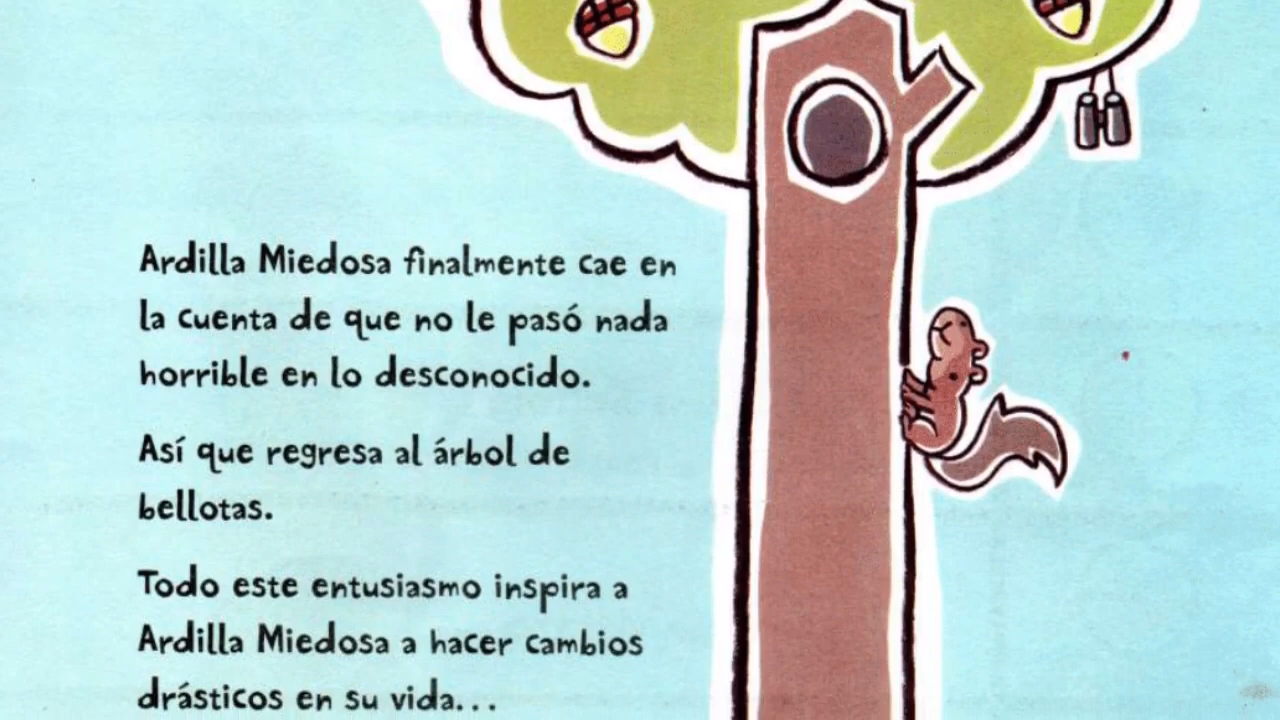 Ardilla Miedosa finalmente cae en
la cuenta de que no le pasó nada
horrible en lo desconocido.
Así que regresa al árbol de
bellotas.
Todo este entusiasmo inspira a
Ardilla Miedosa a hacer cambios
drásticos en su vida...